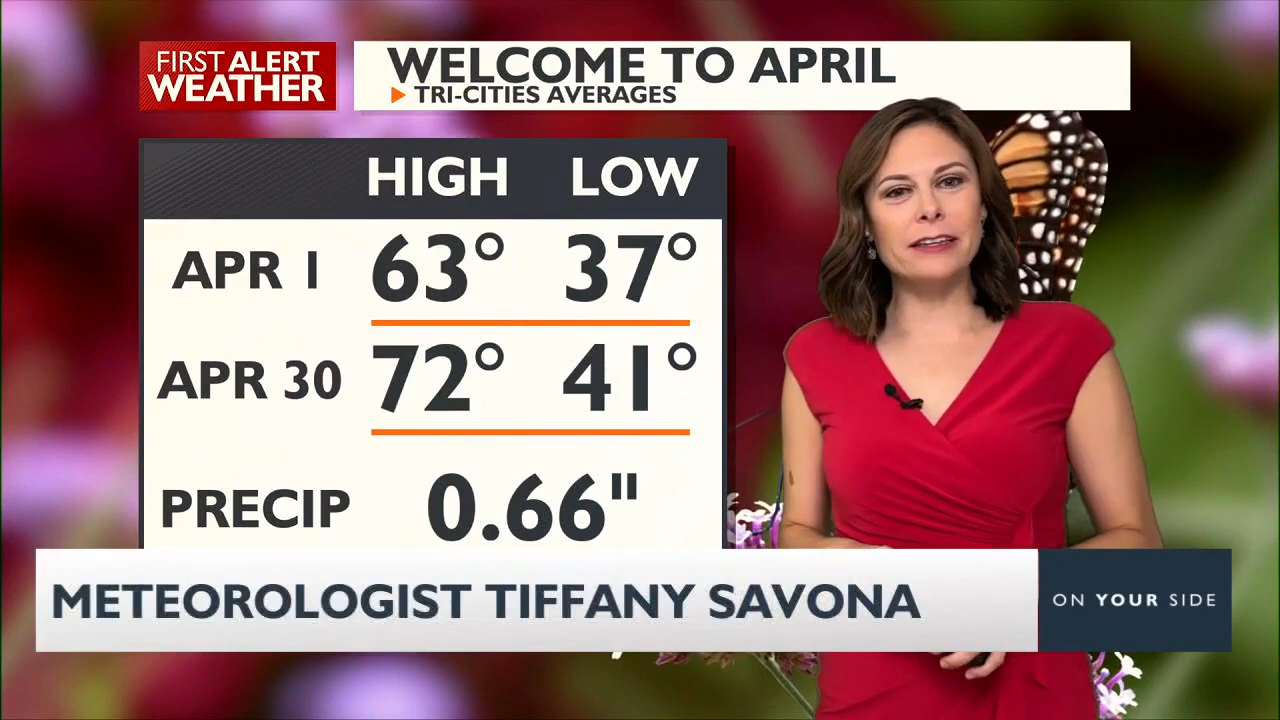 FIRST ALERT
WEATHER
WELCOME TO APRIL
TRI-CITIES AVERAGES
HIGH LOW
APR 1 63° 37°
APR 30 72° 41°
PRECIP 0.66"
METEOROLOGIST TIFFANY SAVONA
ON YOUR SIDE